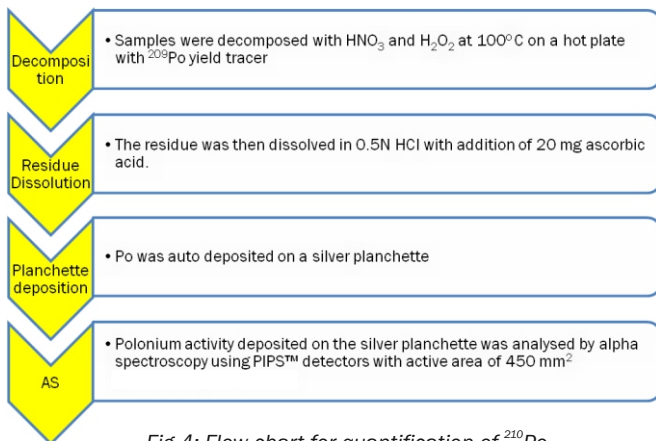 Decomposi
tion
• Samples were decomposed with HNO₃ and H₂O₂ at 100°C on a hot plate
with ²⁰⁹Po yield tracer
Residue
Dissolution
• The residue was then dissolved in 0.5N HCl with addition of 20 mg ascorbic
acid.
Planchette
deposition
• Po was auto deposited on a silver planchette
AS
• Polonium activity deposited on the silver planchette was analysed by alpha
spectroscopy using PIPS™ detectors with active area of 450 mm²
Fig 4: Flow chart for quantification of ²¹⁰Po